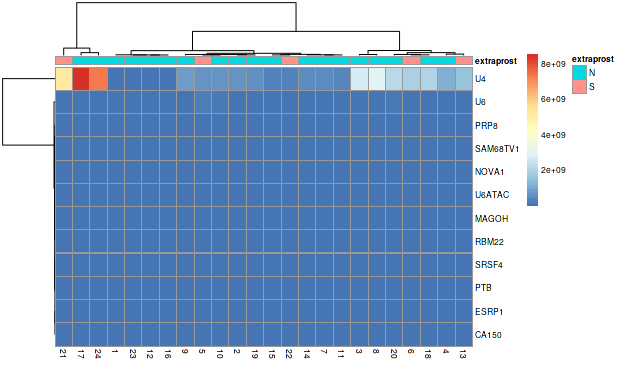 extraprost
extraprost
N
S
U4
U6
PRP8
SAM68TV1
NOVA1
U6ATAC
MAGOH
RBM22
SRSF4
PTB
ESRP1
CA150
8e+09
6e+09
4e+09
2e+09
21 17 24 1 23 12 16 9 5 10 2 19 15 22 14 7 11 3 8 20 6 18 4 13